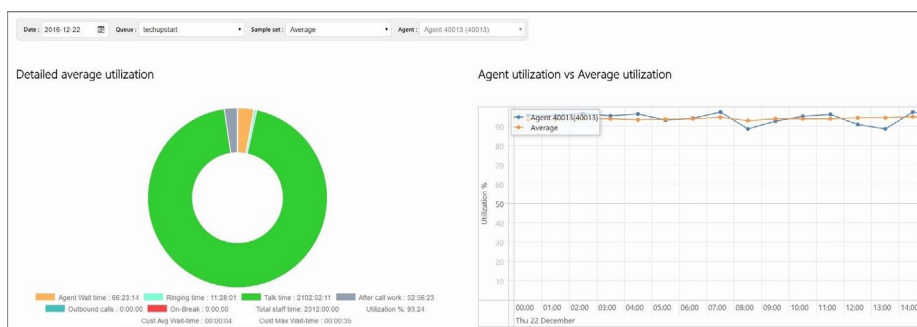 Date : 2016-12-22 Queue : techupstart Sample set : Average Agent : Agent 40013 (40013)
Detailed average utilization
Agent Wait time : 66:23:14 Ringing time : 11:28:01 Talk time : 2102:52:11 After call work : 52:56:23
Outbound calls : 0:00:00 On-Break : 0:00:00 Total staff time: 2312:00:00 Utilization %: 93.24
Cust Avg Wait-time : 00:00:04 Cust Max Wait-time : 00:00:35
Agent utilization vs Average utilization
Agent 40013(40013)
Average
Utilization %
90
80
70
60
50
40
30
20
10
00:00 01:00 02:00 03:00 04:00 05:00 06:00 07:00 08:00 09:00 10:00 11:00 12:00 13:00 14:00
Thu 22 December